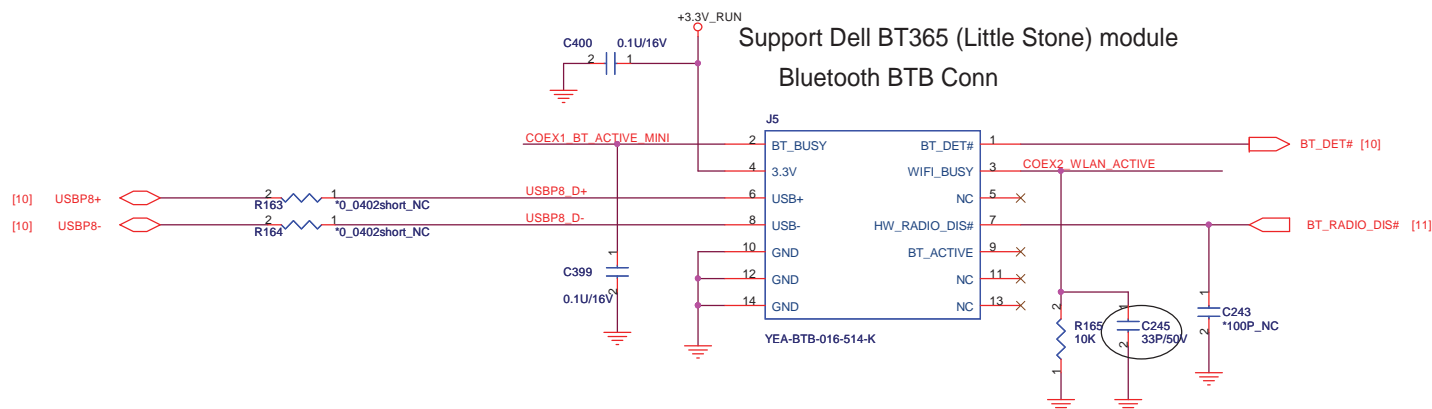 +3.3V_RUN
Support Dell BT365 (Little Stone) module
Bluetooth BTB Conn
C400 0.1U/16V
2 1
J5
COEX1_BT_ACTIVE_MINI 2 BT_BUSY BT_DET# 1 BT_DET# [10]
4 3.3V WIFI_BUSY 3 COEX2_WLAN_ACTIVE
[10] USBP8+ 2 1 USBP8_D+ 6 USB+ NC 5
R163 *0_0402short_NC
[10] USBP8- 2 1 USBP8_D- 8 USB- HW_RADIO_DIS# 7 BT_RADIO_DIS# [11]
R164 *0_0402short_NC
10 GND BT_ACTIVE 9
12 GND NC 11
14 GND NC 13
1
C399
0.1U/16V
2
YEA-BTB-016-514-K
2
R165
10K
1
1
C245
33P/50V
2
1
C243
*100P_NC
2